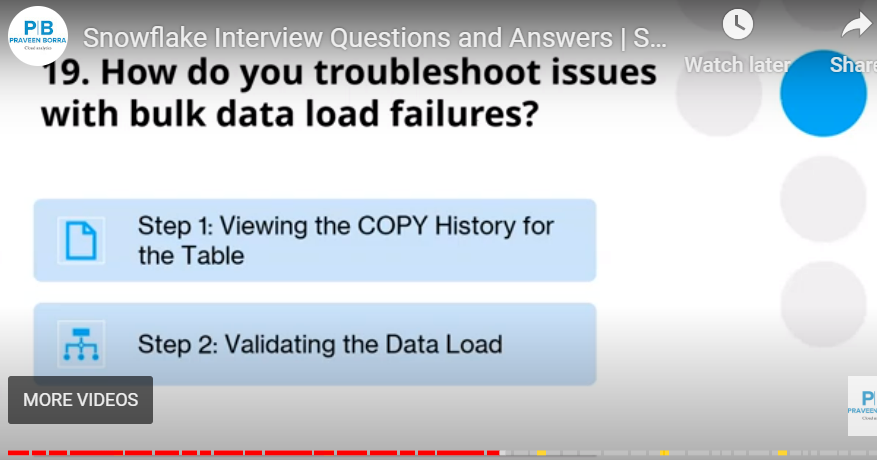 P|B
PRAVEEN BORRA
Snowflake Interview Questions and Answers | S...
Watch later
Share
19. How do you troubleshoot issues
with bulk data load failures?
Step 1: Viewing the COPY History for
the Table
Step 2: Validating the Data Load
MORE VIDEOS
P|
PRAVEEN